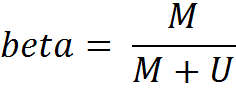 beta = M / (M + U)